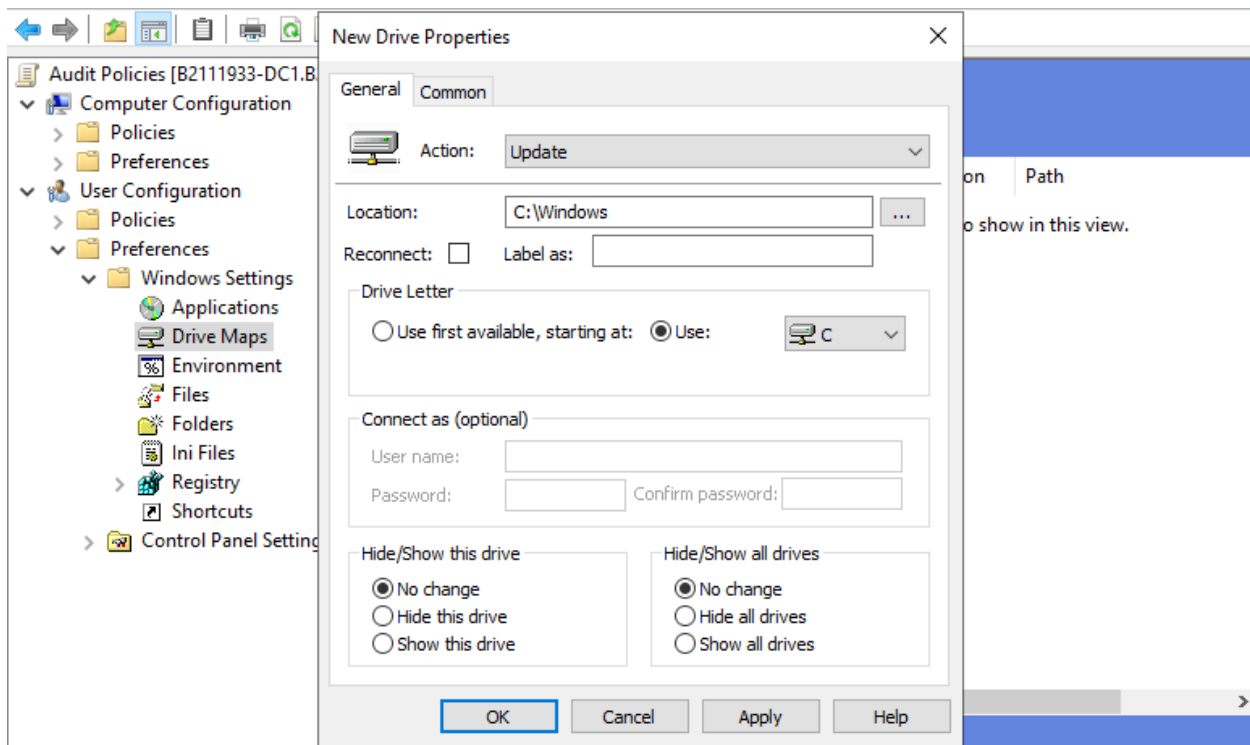 New Drive Properties
Audit Policies [B2111933-DC1.B
Computer Configuration
Policies
Preferences
User Configuration
Policies
Preferences
Windows Settings
Applications
Drive Maps
Environment
Files
Folders
Ini Files
Registry
Shortcuts
Control Panel Setting
General
Common
Action:
Update
Location:
C:\Windows
...
Reconnect:
Label as:
Drive Letter
Use first available, starting at:
Use:
C
Connect as (optional)
User name:
Password:
Confirm password:
Hide/Show this drive
No change
Hide this drive
Show this drive
Hide/Show all drives
No change
Hide all drives
Show all drives
OK
Cancel
Apply
Help
on
Path
o show in this view.